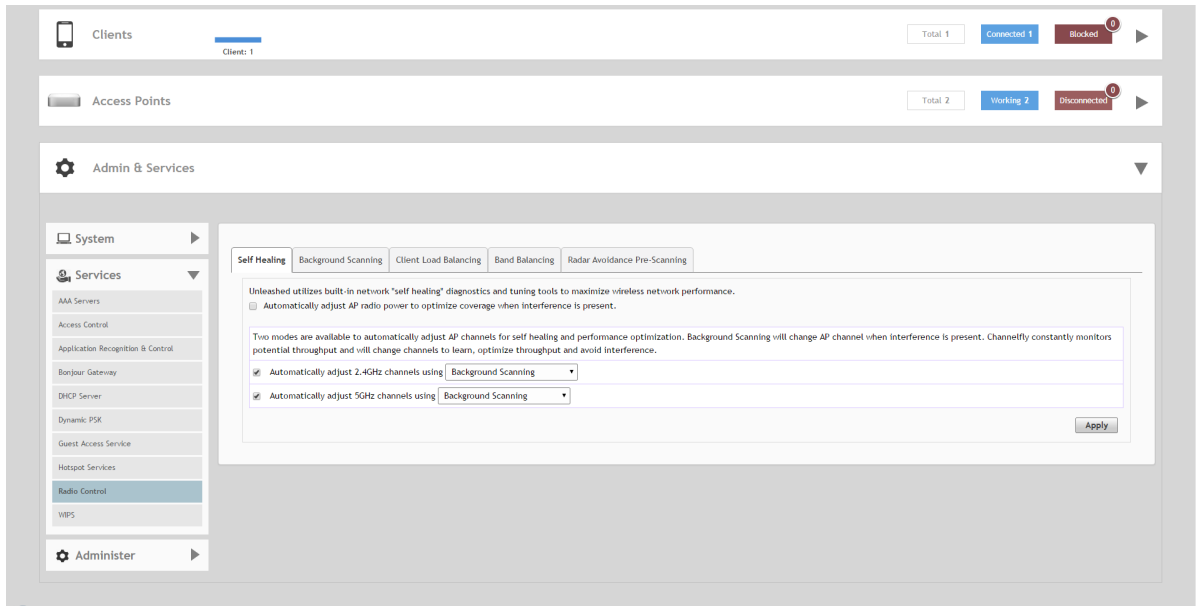 Clients
Client: 1
Total 1
Connected 1
Blocked
0
Access Points
Total 2
Working 2
Disconnected
0
Admin & Services
System
Services
AAA Servers
Access Control
Application Recognition & Control
Bonjour Gateway
DHCP Server
Dynamic PSK
Guest Access Service
Hotspot Services
Radio Control
WIPS
Administer
Self Healing
Background Scanning
Client Load Balancing
Band Balancing
Radar Avoidance Pre-Scanning
Unleashed utilizes built-in network "self healing" diagnostics and tuning tools to maximize wireless network performance.
Automatically adjust AP radio power to optimize coverage when interference is present.
Two modes are available to automatically adjust AP channels for self healing and performance optimization. Background Scanning will change AP channel when interference is present. Channelfly constantly monitors
potential throughput and will change channels to learn, optimize throughput and avoid interference.
Automatically adjust 2.4GHz channels using Background Scanning
Automatically adjust 5GHz channels using Background Scanning
Apply